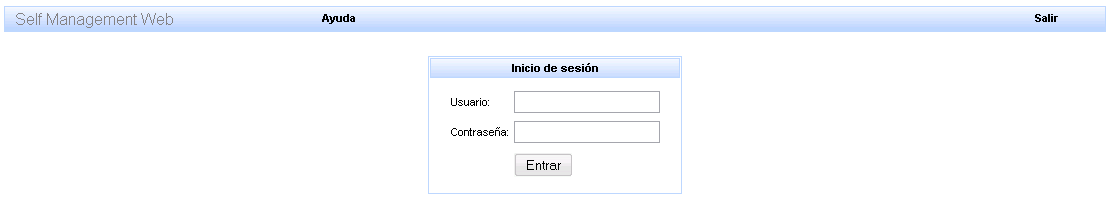 Self Management Web Ayuda Salir
Inicio de sesión
Usuario:
Contraseña:
Entrar